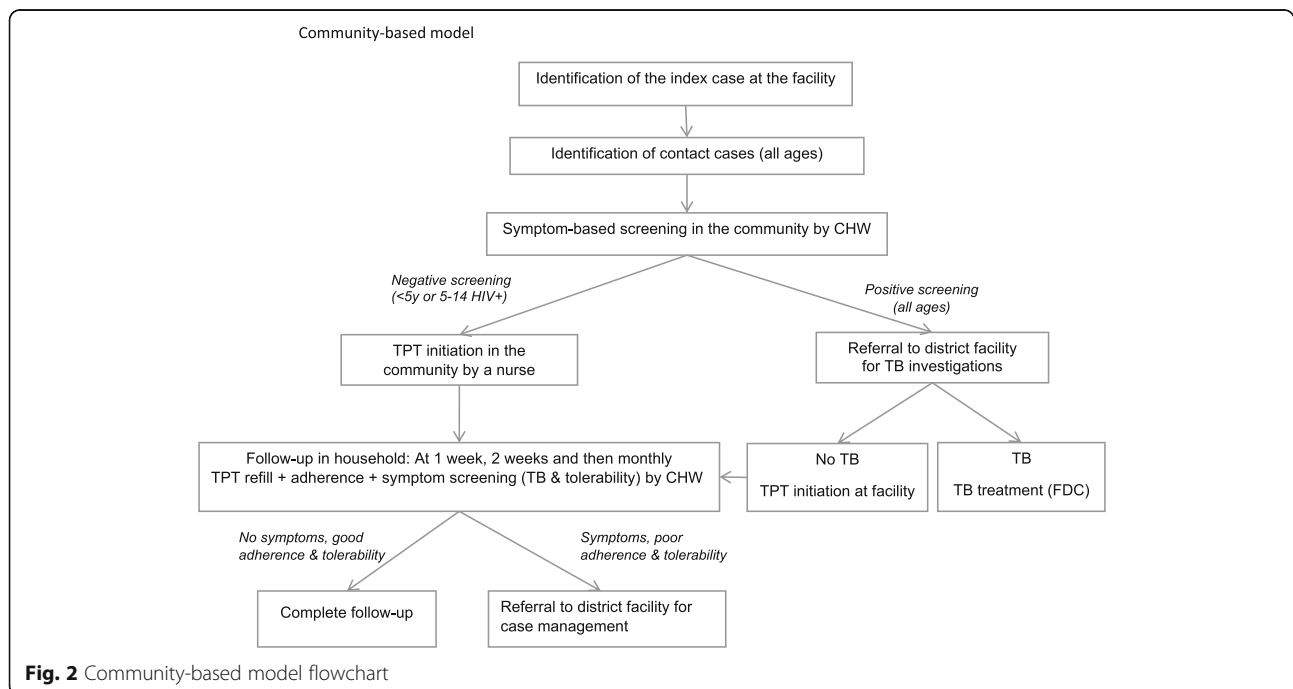 Community-based model
Identification of the index case at the facility
Identification of contact cases (all ages)
Symptom-based screening in the community by CHW
Negative screening
(<5y or 5-14 HIV+)
Positive screening
(all ages)
TPT initiation in the
community by a nurse
Referral to district facility
for TB investigations
Follow-up in household: At 1 week, 2 weeks and then monthly
TPT refill + adherence + symptom screening (TB & tolerability) by CHW
No TB
TPT initiation at facility
TB
TB treatment (FDC)
No symptoms, good
adherence & tolerability
Symptoms, poor
adherence & tolerability
Complete follow-up
Referral to district facility for
case management
Fig. 2 Community-based model flowchart